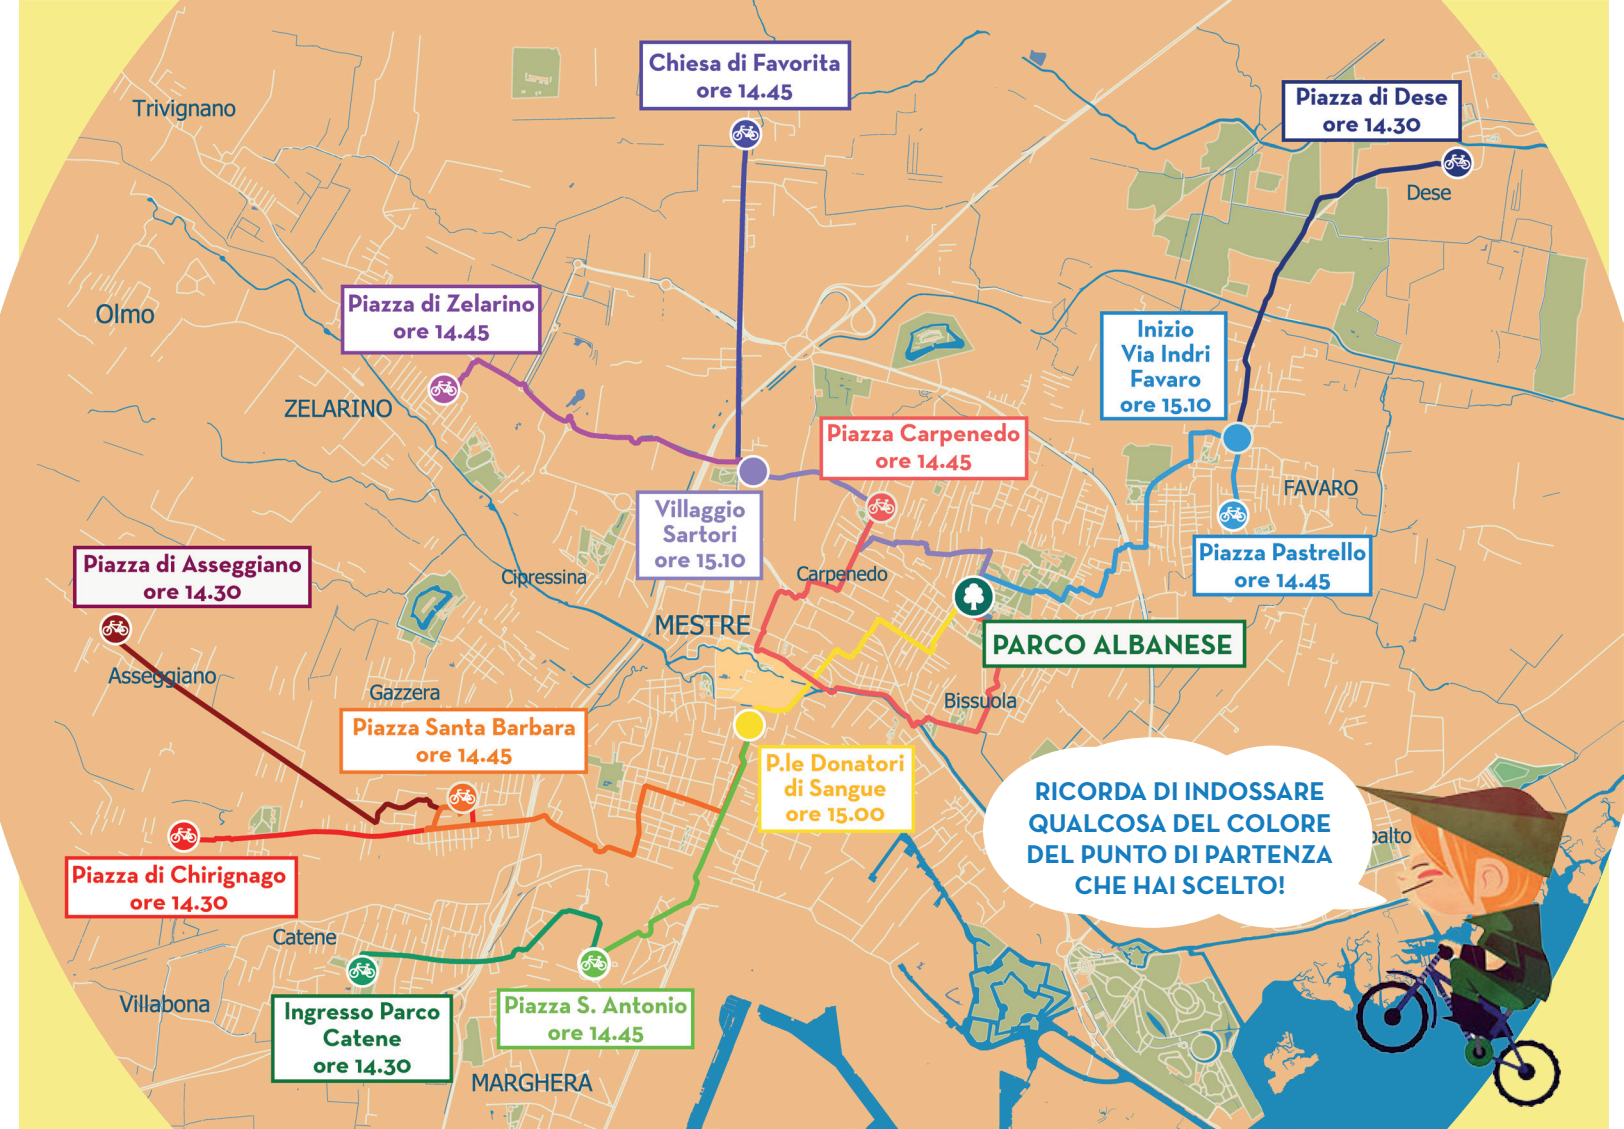 Chiesa di Favorita
ore 14.45
Piazza di Dese
ore 14.30
Trivignano
Dese
Piazza di Zelarino
ore 14.45
Olmo
Inizio
Via Indri
Favaro
ore 15.10
ZELARINO
Piazza Carpenedo
ore 14.45
FAVARO
Villaggio
Sartori
ore 15.10
Piazza Pastrello
ore 14.45
Piazza di Asseggiano
ore 14.30
Cipressina
Carpenedo
MESTRE
PARCO ALBANESE
Asseggiano
Gazzera
Bissuola
Piazza Santa Barbara
ore 14.45
P.le Donatori
di Sangue
ore 15.00
RICORDA DI INDOSSARE
QUALCOSA DEL COLORE
DEL PUNTO DI PARTENZA
CHE HAI SCELTO!
Piazza di Chirignago
ore 14.30
Catene
Villabona
Ingresso Parco
Catene
ore 14.30
Piazza S. Antonio
ore 14.45
MARGHERA